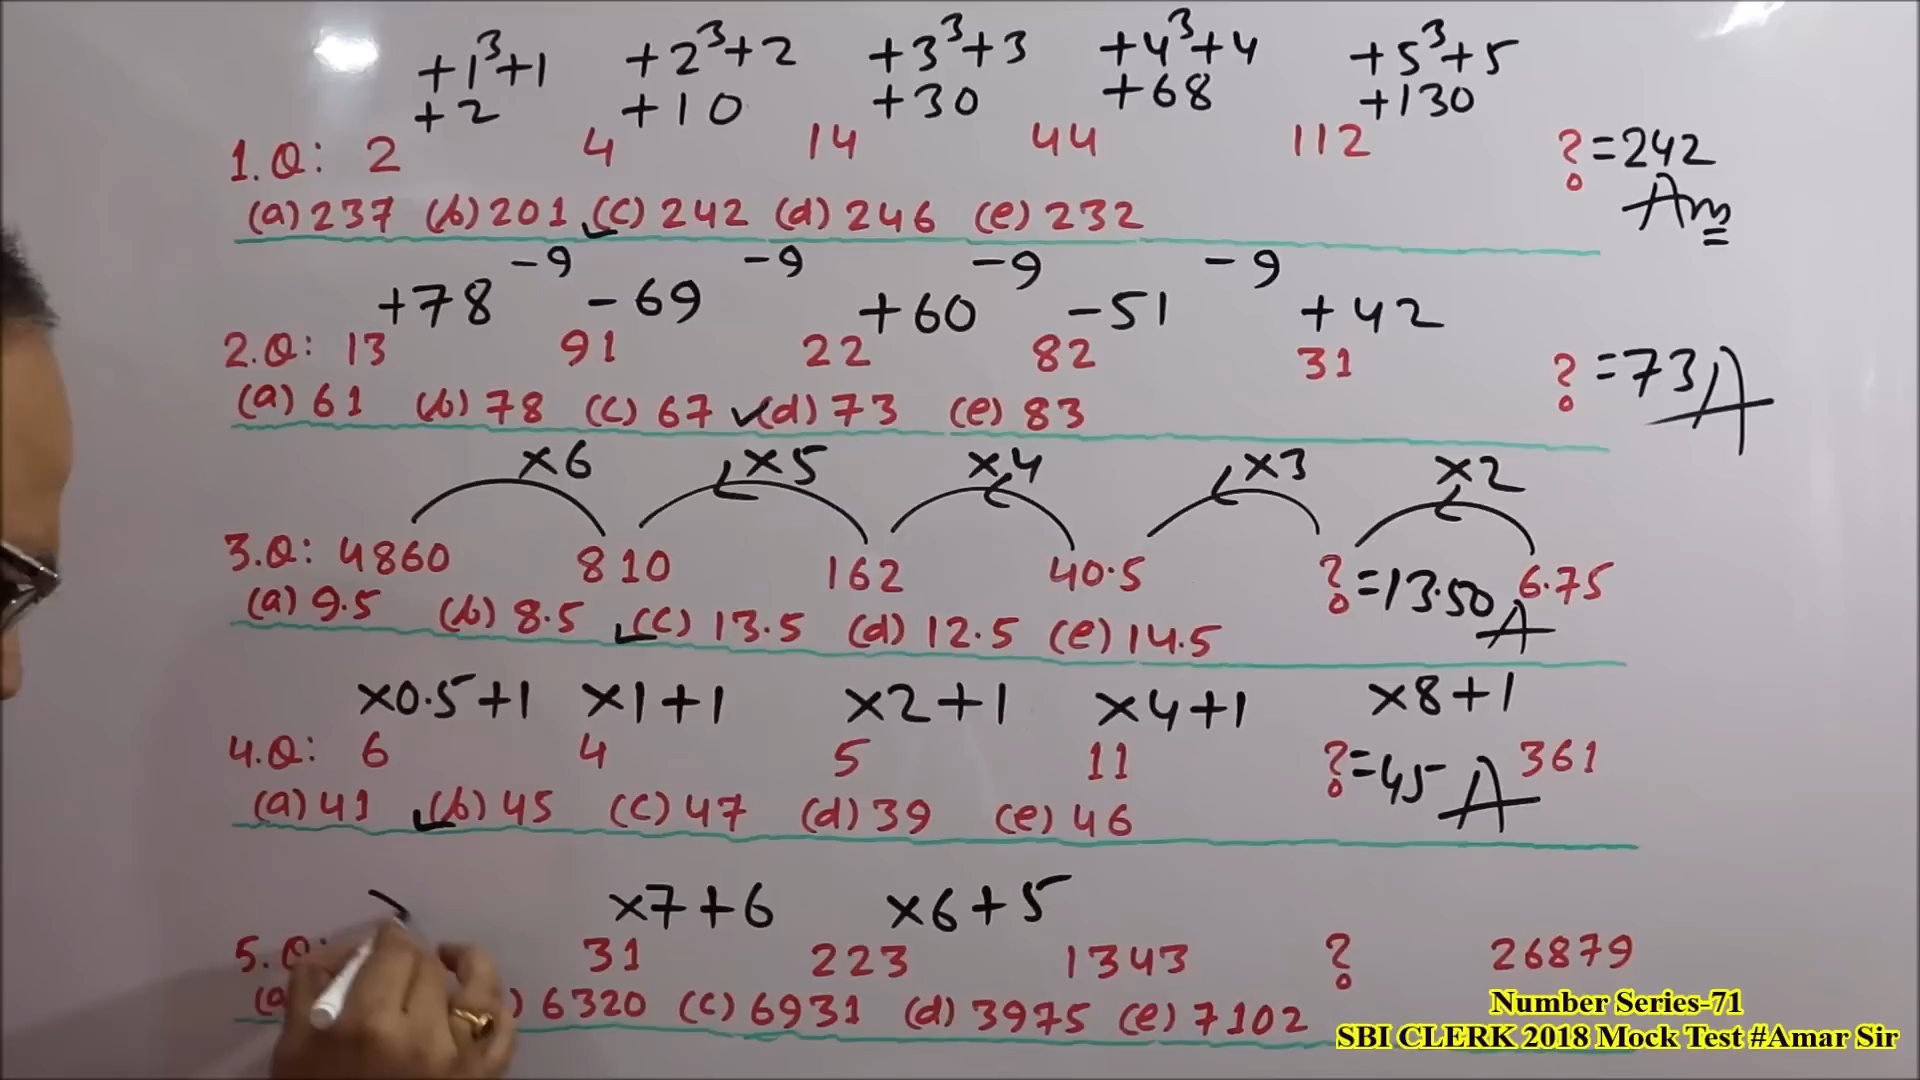 +1³+1 +2³+2 +3³+3 +4³+4 +5³+5
+2 +10 +30 +68 +130
1.Q: 2 4 14 44 112 ? =242
Ans
(a) 237 (b) 201 (c) 242 (d) 246 (e) 232
-9 -9 -9 -9
+78 -69 +60 -51 +42
2.Q: 13 91 22 82 31 ? =73 A
(a) 61 (b) 78 (c) 67 (d) 73 (e) 83
×6 ×5 ×4 ×3 ×2
3.Q: 4860 810 162 40.5 ? =13.50 6.75
A
(a) 9.5 (b) 8.5 (c) 13.5 (d) 12.5 (e) 14.5
×0.5+1 ×1+1 ×2+1 ×4+1 ×8+1
4.Q: 6 4 5 11 ? =45 A 361
(a) 41 (b) 45 (c) 47 (d) 39 (e) 46
×7+6 ×6+5
5.Q: 31 223 1343 ? 26879
(a) 6320 (c) 6931 (d) 3975 (e) 7102
Number Series-71
SBI CLERK 2018 Mock Test #Amar Sir